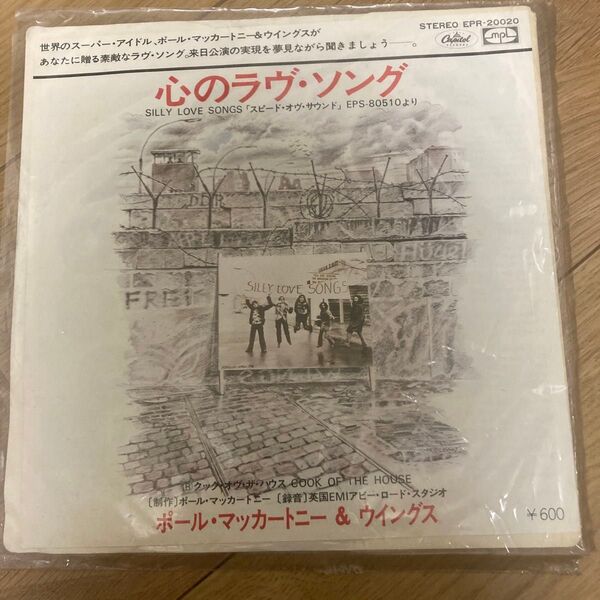 世界のスーパー・アイドル、ポール・マッカートニー&ウイングスが
あなたに贈る素敵なラヴ・ソング。来日公演の実現を夢見ながら聞きましょう──。
STEREO EPR-20020
Capitol
mpl
心のラヴ・ソング
SILLY LOVE SONGS「スピード・オヴ・サウンド」EPS-80510より
DDR
FREI
SILLY LOVE SONGS
クック・オヴ・ザ・ハウス COOK OF THE HOUSE
〔制作〕ポール・マッカートニー 〔録音〕英国EMIアビー・ロード・スタジオ
ポール・マッカートニー & ウイングス
¥600